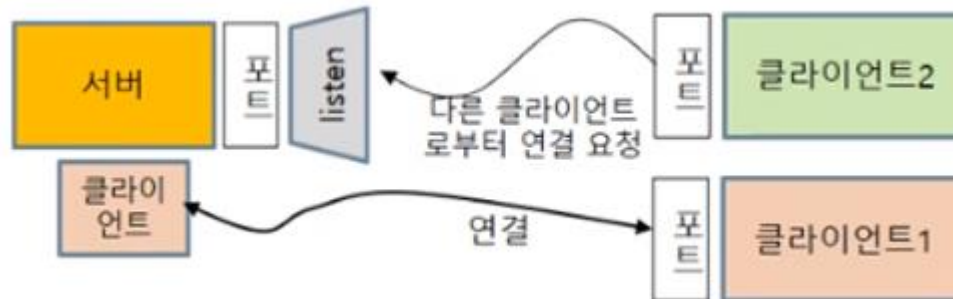 서버
포트
listen
다른 클라이언트
로부터 연결 요청
포트
클라이언트2
클라이
언트
연결
포트
클라이언트1